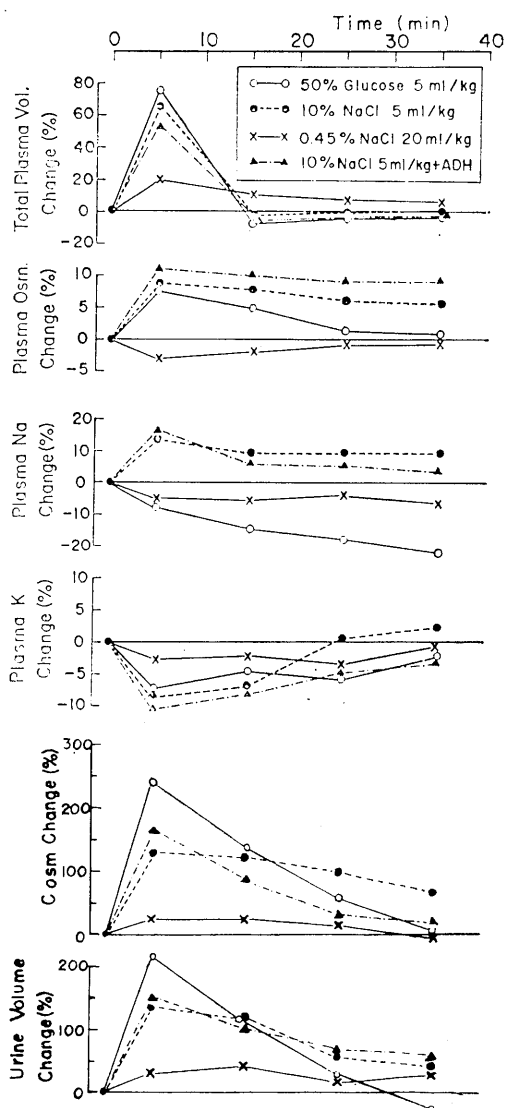 Time (min)
0 10 20 30 40
50% Glucose 5 ml/kg
10% NaCl 5 ml/kg
0.45% NaCl 20 ml/kg
10% NaCl 5 ml/kg+ADH
Total Plasma Vol.
Change (%)
80
60
40
20
0
-20
Plasma Osm.
Change (%)
10
5
0
-5
Plasma Na
Change (%)
20
10
0
-10
-20
Plasma K
Change (%)
10
5
0
-5
-10
Cosm Change (%)
300
200
100
0
Urine Volume
Change (%)
200
100
0